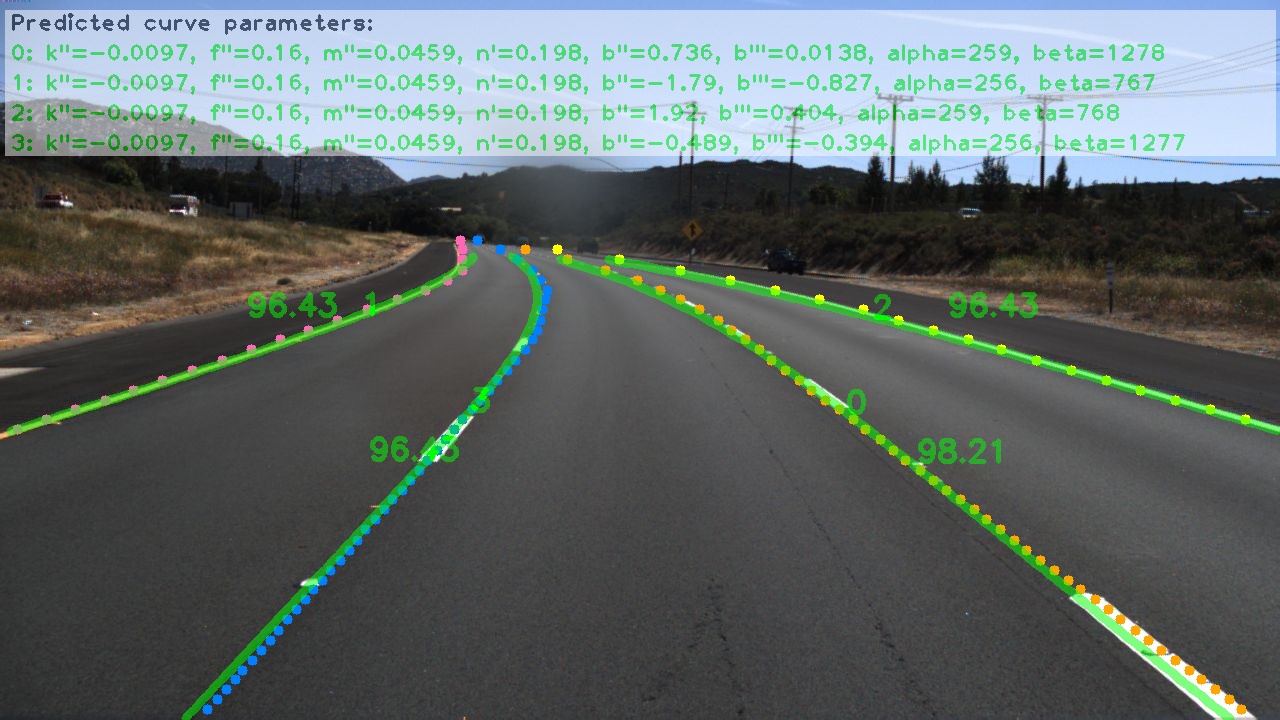 Predicted curve parameters:
0: k''=-0.0097, f''=0.16, m''=0.0459, n'=0.198, b''=0.736, b'''=0.0138, alpha=259, beta=1278
1: k''=-0.0097, f''=0.16, m''=0.0459, n'=0.198, b''=-1.79, b'''=-0.827, alpha=256, beta=767
2: k''=-0.0097, f''=0.16, m''=0.0459, n'=0.198, b''=1.92, b'''=0.404, alpha=259, beta=768
3: k''=-0.0097, f''=0.16, m''=0.0459, n'=0.198, b''=-0.489, b'''=-0.394, alpha=256, beta=1277
96.43 1 2 96.43
3 0
98.21